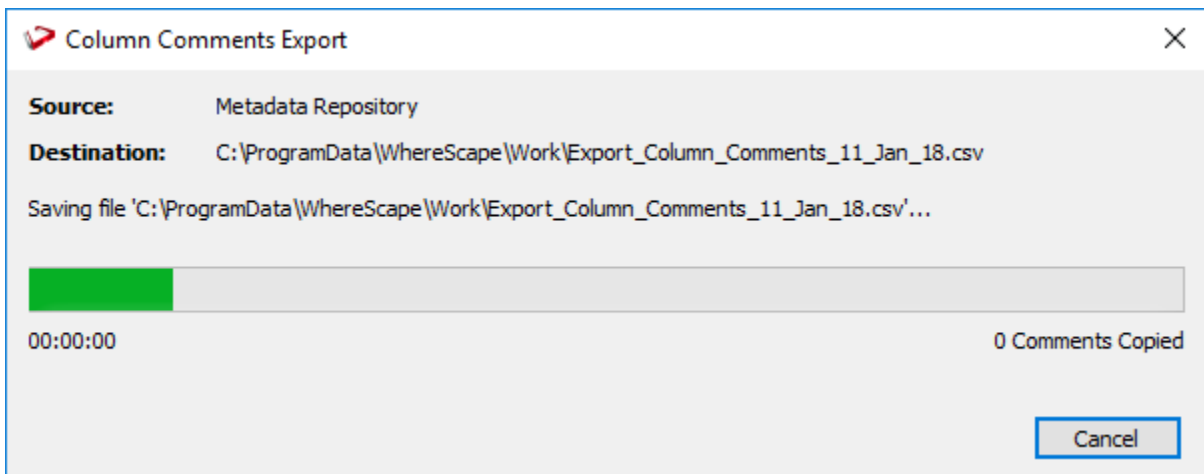 Column Comments Export
Source: Metadata Repository
Destination: C:\ProgramData\WhereScape\Work\Export_Column_Comments_11_Jan_18.csv
Saving file 'C:\ProgramData\WhereScape\Work\Export_Column_Comments_11_Jan_18.csv'...
00:00:00 0 Comments Copied
Cancel